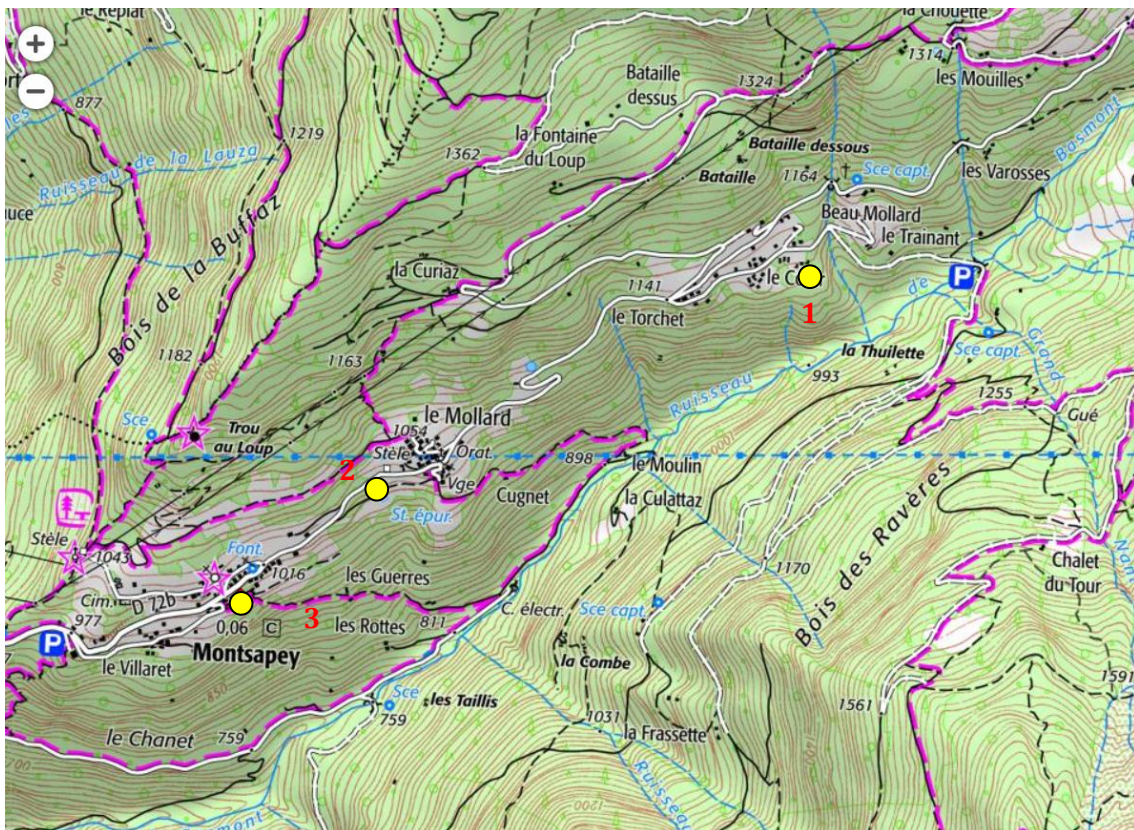 le Replat
la Chouette
+
−
1314
les Mouilles
877
1324
Bataille
dessus
1219
la Fontaine
du Loup
1362
Bataille dessous
Bataille
1164
Sce capt.
les Varosses
Basmont
Ruisseau de la Lauza
Beau Mollard
le Trainant
Bois de la Buffaz
la Curiaz
1141
le Torchet
1
P
de
la Thuilette
Sce capt.
Grand
993
Ruisseau
1182
1163
1255
Gué
Sce
Trou
au Loup
le Mollard
1054
Stèle
Orat.
2
Vge
898
le Moulin
Cugnet
la Culattaz
St. épur.
Bois des Ravères
Stèle
1043
Font.
1016
les Guerres
Chalet
du Tour
1170
Cim.
D 72b
977
0,06
C
3
les Rottes
811
C. électr.
Sce capt.
P
le Villaret
Montsapey
la Combe
Sce
les Taillis
759
1591
1561
1031
la Frassette
le Chanet
759
Ruisseau
1200